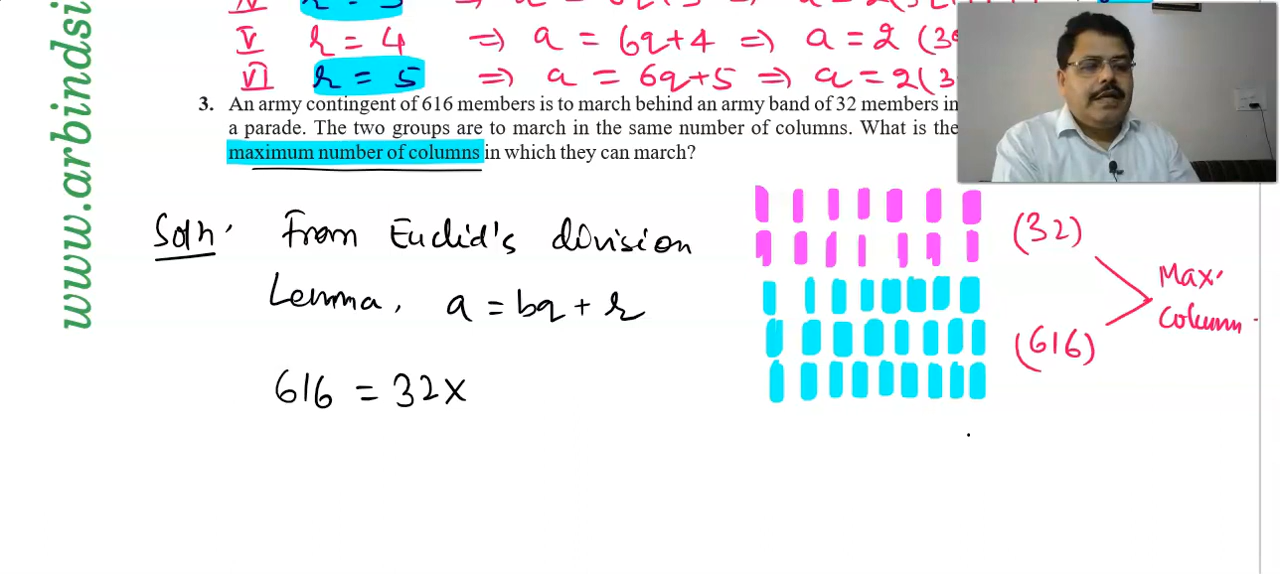 V r = 4 => a = 6q+4 => a = 2 (3
VI r = 5 => a = 6q+5 => a = 2(3
3. An army contingent of 616 members is to march behind an army band of 32 members in
a parade. The two groups are to march in the same number of columns. What is the
maximum number of columns in which they can march?
Soln. From Euclid's division
Lemma, a = bq + r
616 = 32×
(32)
(616)
Max.
Column.
www.arbindsi